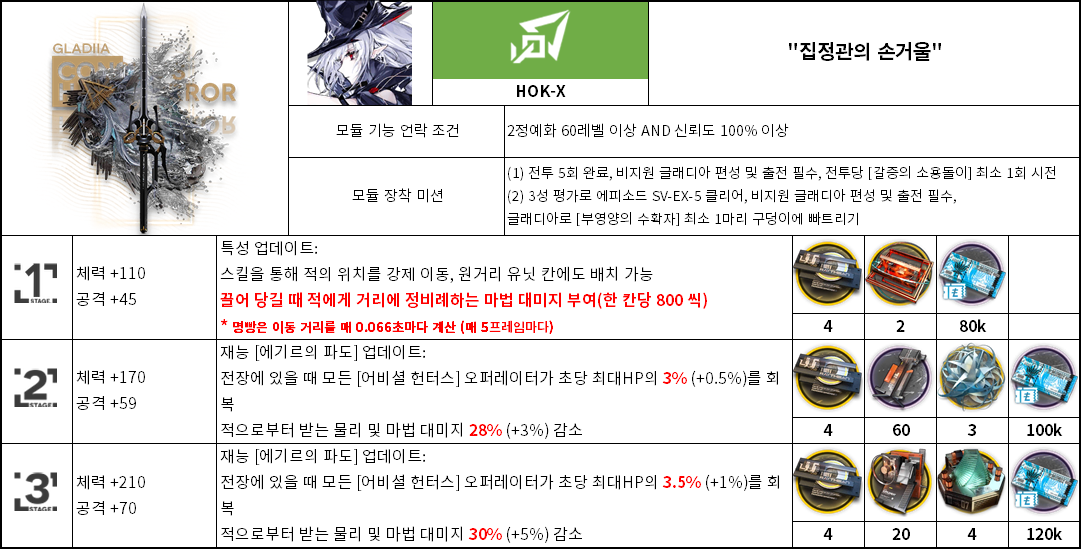 GLADIIA
HOK-X
"집정관의 손거울"
모듈 기능 언락 조건
2정예화 60레벨 이상 AND 신뢰도 100% 이상
모듈 장착 미션
(1) 전투 5회 완료, 비지원 글래디아 편성 및 출전 필수, 전투당 [갈증의 소용돌이] 최소 1회 시전
(2) 3성 평가로 에피소드 SV-EX-5 클리어, 비지원 글래디아 편성 및 출전 필수,
글래디아로 [부영양의 수확자] 최소 1마리 구덩이에 빠트리기
1
STAGE
체력 +110
공격 +45
특성 업데이트:
스킬을 통해 적의 위치를 강제 이동, 원거리 유닛 칸에도 배치 가능
끌어 당길 때 적에게 거리에 정비례하는 마법 대미지 부여(한 칸당 800 씩)
* 명빵은 이동 거리를 매 0.066초마다 계산 (매 5프레임마다)
4
2
80k
2
STAGE
체력 +170
공격 +59
재능 [에기르의 파도] 업데이트:
전장에 있을 때 모든 [어비셜 헌터스] 오퍼레이터가 초당 최대HP의 3% (+0.5%)를 회
복
적으로부터 받는 물리 및 마법 대미지 28% (+3%) 감소
4
60
3
100k
3
STAGE
체력 +210
공격 +70
재능 [에기르의 파도] 업데이트:
전장에 있을 때 모든 [어비셜 헌터스] 오퍼레이터가 초당 최대HP의 3.5% (+1%)를 회
복
적으로부터 받는 물리 및 마법 대미지 30% (+5%) 감소
4
20
4
120k